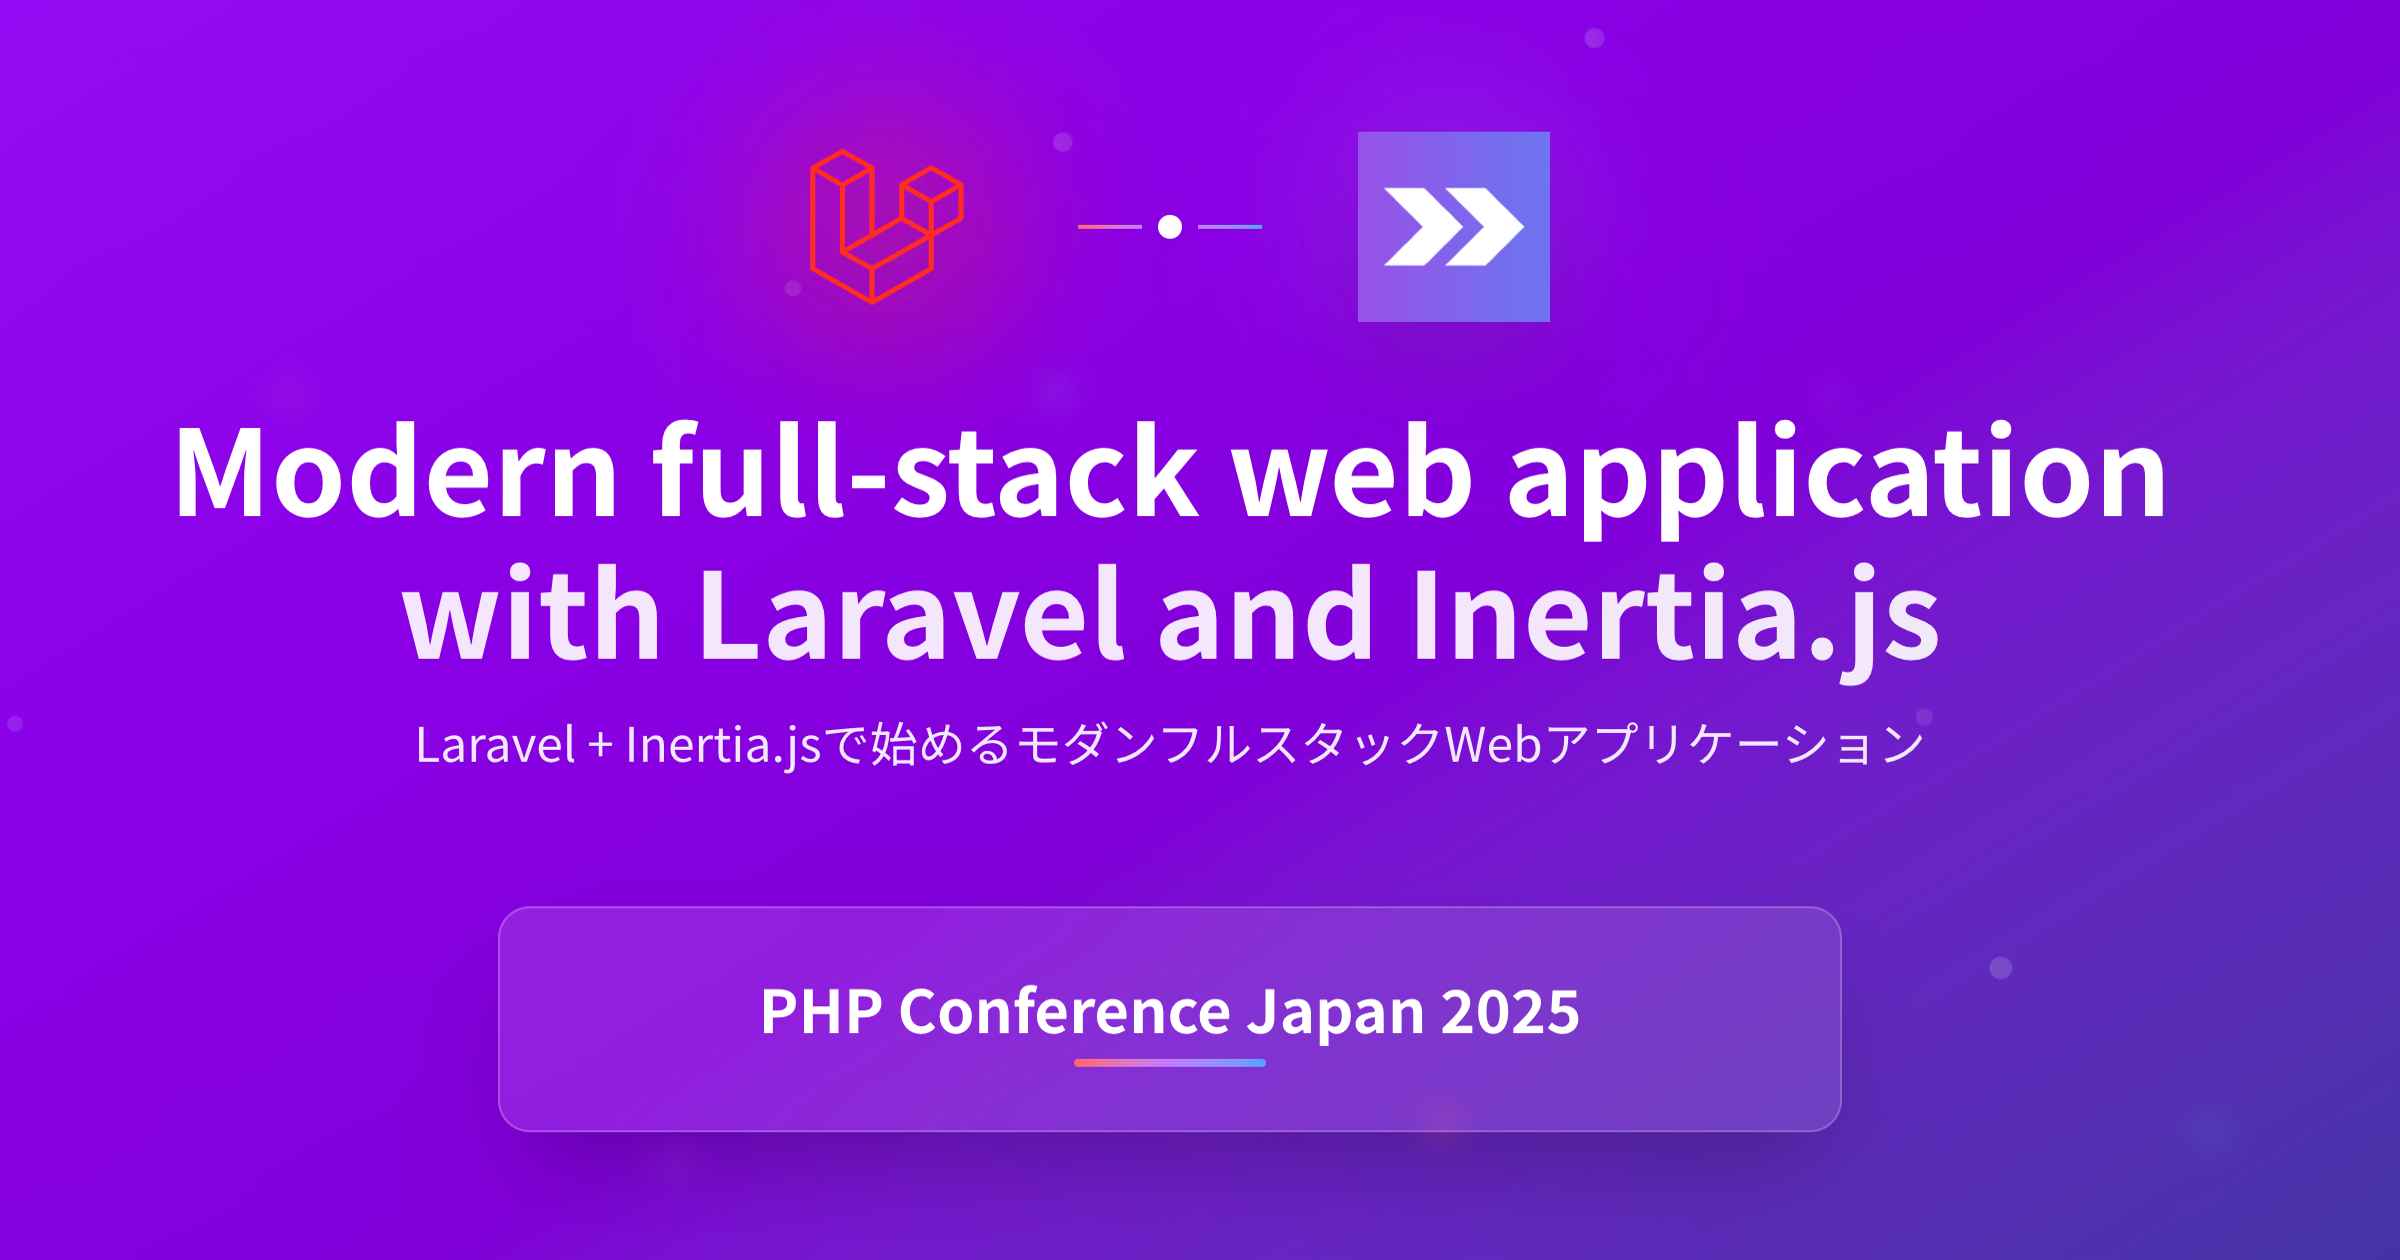 Modern full-stack web application
with Laravel and Inertia.js
Laravel + Inertia.jsで始めるモダンフルスタックWebアプリケーション
PHP Conference Japan 2025